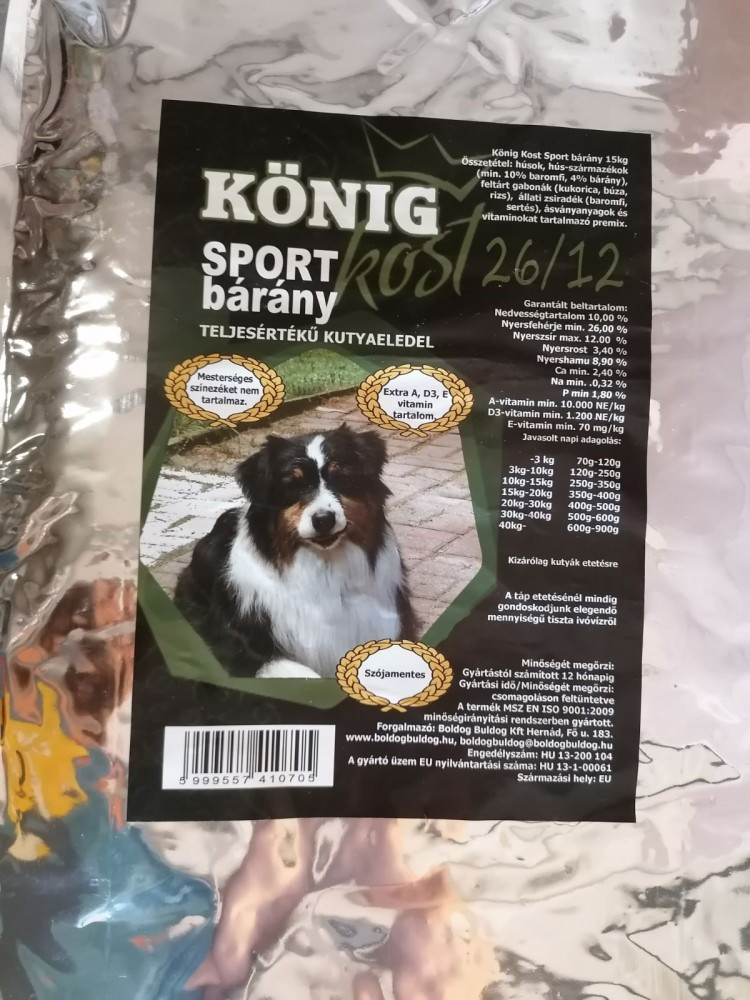 König Kost Sport bárány 15kg
Összetétel: húsok, hús-származékok
(min. 10% baromfi, 4% bárány),
feltárt gabonák (kukorica, búza,
rizs), állati zsiradék (baromfi,
sertés), ásványanyagok és
vitaminokat tartalmazó premix.
KÖNIG
kost
26/12
SPORT
bárány
TELJESÉRTÉKŰ KUTYAELEDEL
Mesterséges
színezéket nem
tartalmaz.
Extra A, D3, E
vitamin
tartalom
Garantált beltartalom:
Nedvességtartalom 10,00 %
Nyersfehérje min. 26,00 %
Nyerszsír max. 12.00 %
Nyersrost 3,40 %
Nyershamu 8,90 %
Ca min. 2,40 %
Na min. .0,32 %
P min 1,80 %
A-vitamin min. 10.000 NE/kg
D3-vitamin min. 1.200 NE/kg
E-vitamin min. 70 mg/kg
Javasolt napi adagolás:
-3 kg 70g-120g
3kg-10kg 120g-250g
10kg-15kg 250g-350g
15kg-20kg 350g-400g
20kg-30kg 400g-500g
30kg-40kg 500g-600g
40kg- 600g-900g
Kizárólag kutyák etetésre
A táp etetésénél mindig
gondoskodjunk elegendő
mennyiségű tiszta ivóvízről
Szójamentes
Minőségét megőrzi:
Gyártástól számított 12 hónapig
Gyártási idő/Minőségét megőrzi:
csomagoláson feltüntetve
A termék MSZ EN ISO 9001:2009
minőségirányítási rendszerben gyártott.
Forgalmazó: Boldog Buldog Kft Hernád, Fő u. 183.
www.boldogbuldog.hu, boldogbuldog@boldogbuldog.hu
Engedélyszám: HU 13-200 104
A gyártó üzem EU nyilvántartási száma: HU 13-1-00061
Származási hely: EU
5 999557 410705